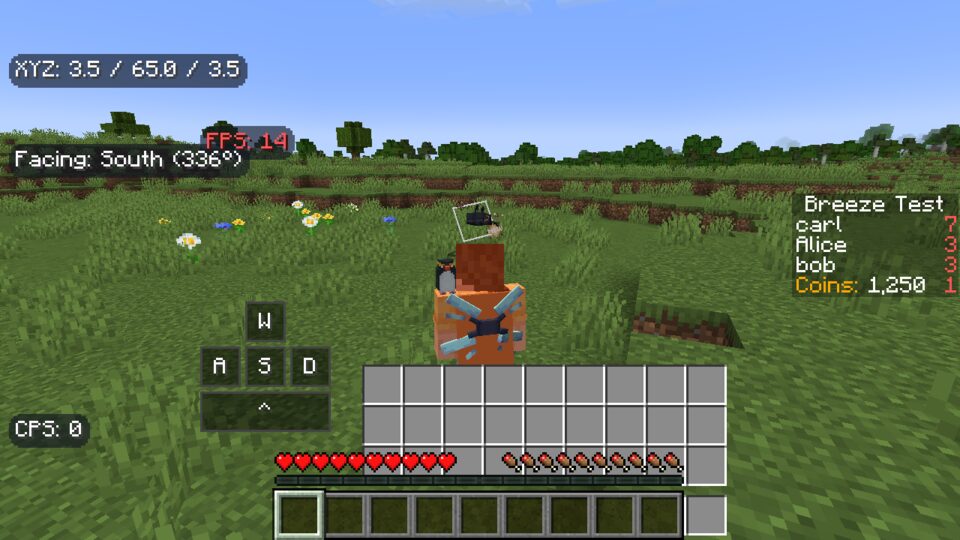 XYZ: 3.5 / 65.0 / 3.5
FPS: 14
Facing: South (336°)
Breeze Test
carl 7
Alice 3
bob 3
Coins: 1,250 1
W
A S D
^
CPS: 0